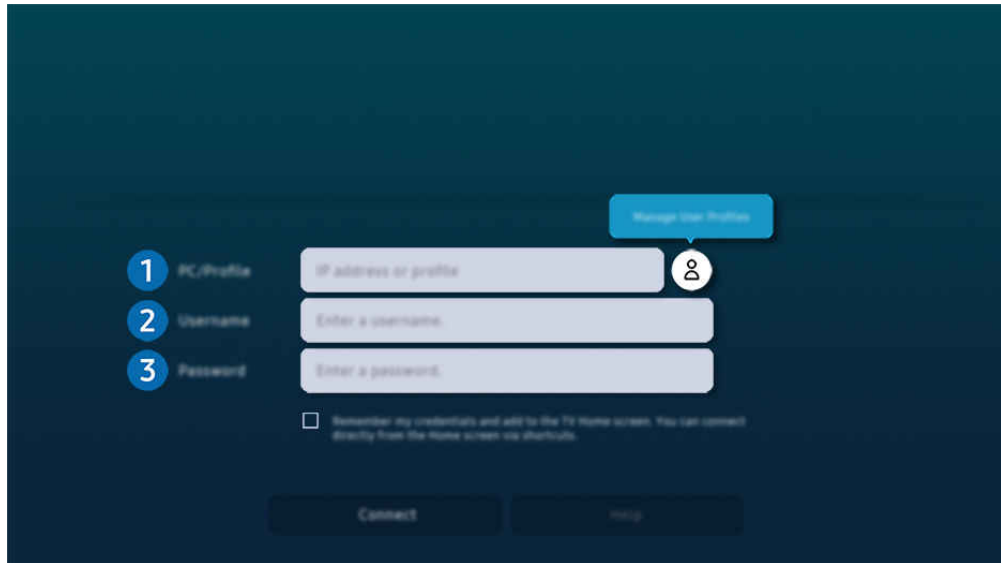 Manage User Profiles
1 PC/Profile IP address or profile
2 Username Enter a username.
3 Password Enter a password.
Remember my credentials and add to the TV Home screen. You can connect
directly from the Home screen via shortcuts.
Connect Help